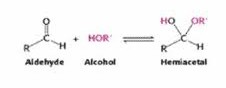 O HO OR'
C + HOR' C
R H R H
Aldehyde Alcohol Hemiacetal